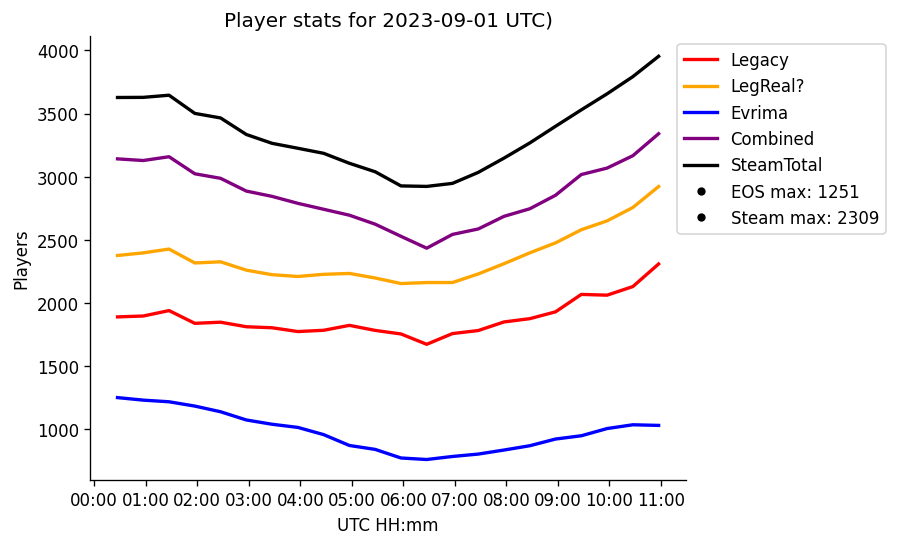 Player stats for 2023-09-01 UTC)
4000
3500
3000
2500
2000
1500
1000
Players
00:00 01:00 02:00 03:00 04:00 05:00 06:00 07:00 08:00 09:00 10:00 11:00
UTC HH:mm
Legacy
LegReal?
Evrima
Combined
SteamTotal
EOS max: 1251
Steam max: 2309